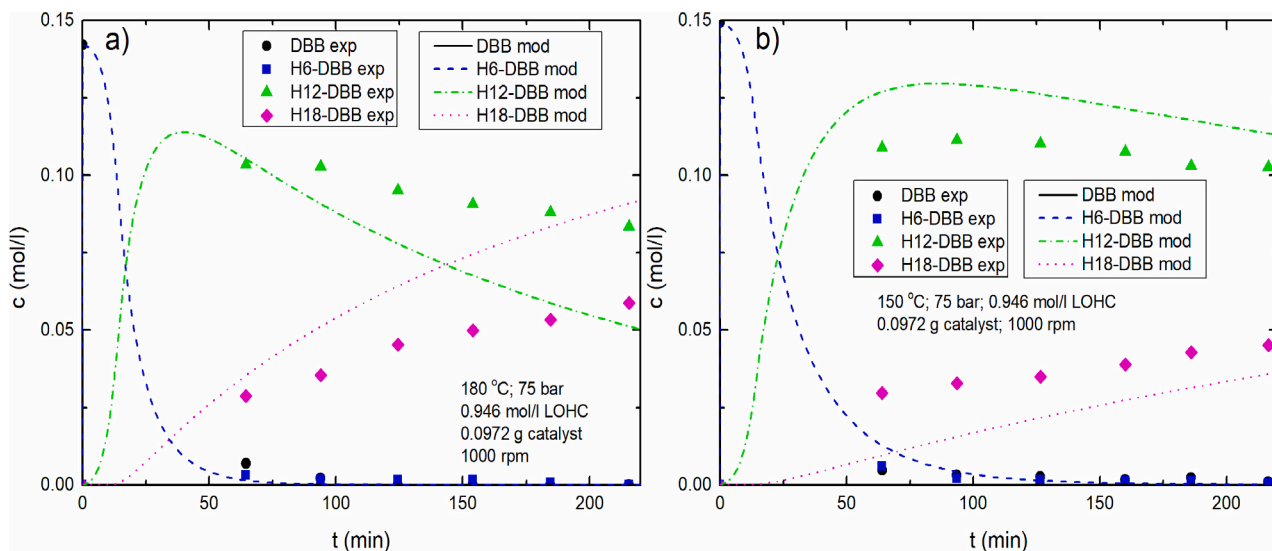 a)
DBB exp
H6-DBB exp
H12-DBB exp
H18-DBB exp
DBB mod
H6-DBB mod
H12-DBB mod
H18-DBB mod
180 °C; 75 bar
0.946 mol/l LOHC
0.0972 g catalyst
1000 rpm
c (mol/l)
0.15
0.10
0.05
0.00
0 50 100 150 200
t (min)
b)
DBB exp
H6-DBB exp
H12-DBB exp
H18-DBB exp
DBB mod
H6-DBB mod
H12-DBB mod
H18-DBB mod
150 °C; 75 bar; 0.946 mol/l LOHC
0.0972 g catalyst; 1000 rpm
c (mol/l)
0.15
0.10
0.05
0.00
0 50 100 150 200
t (min)